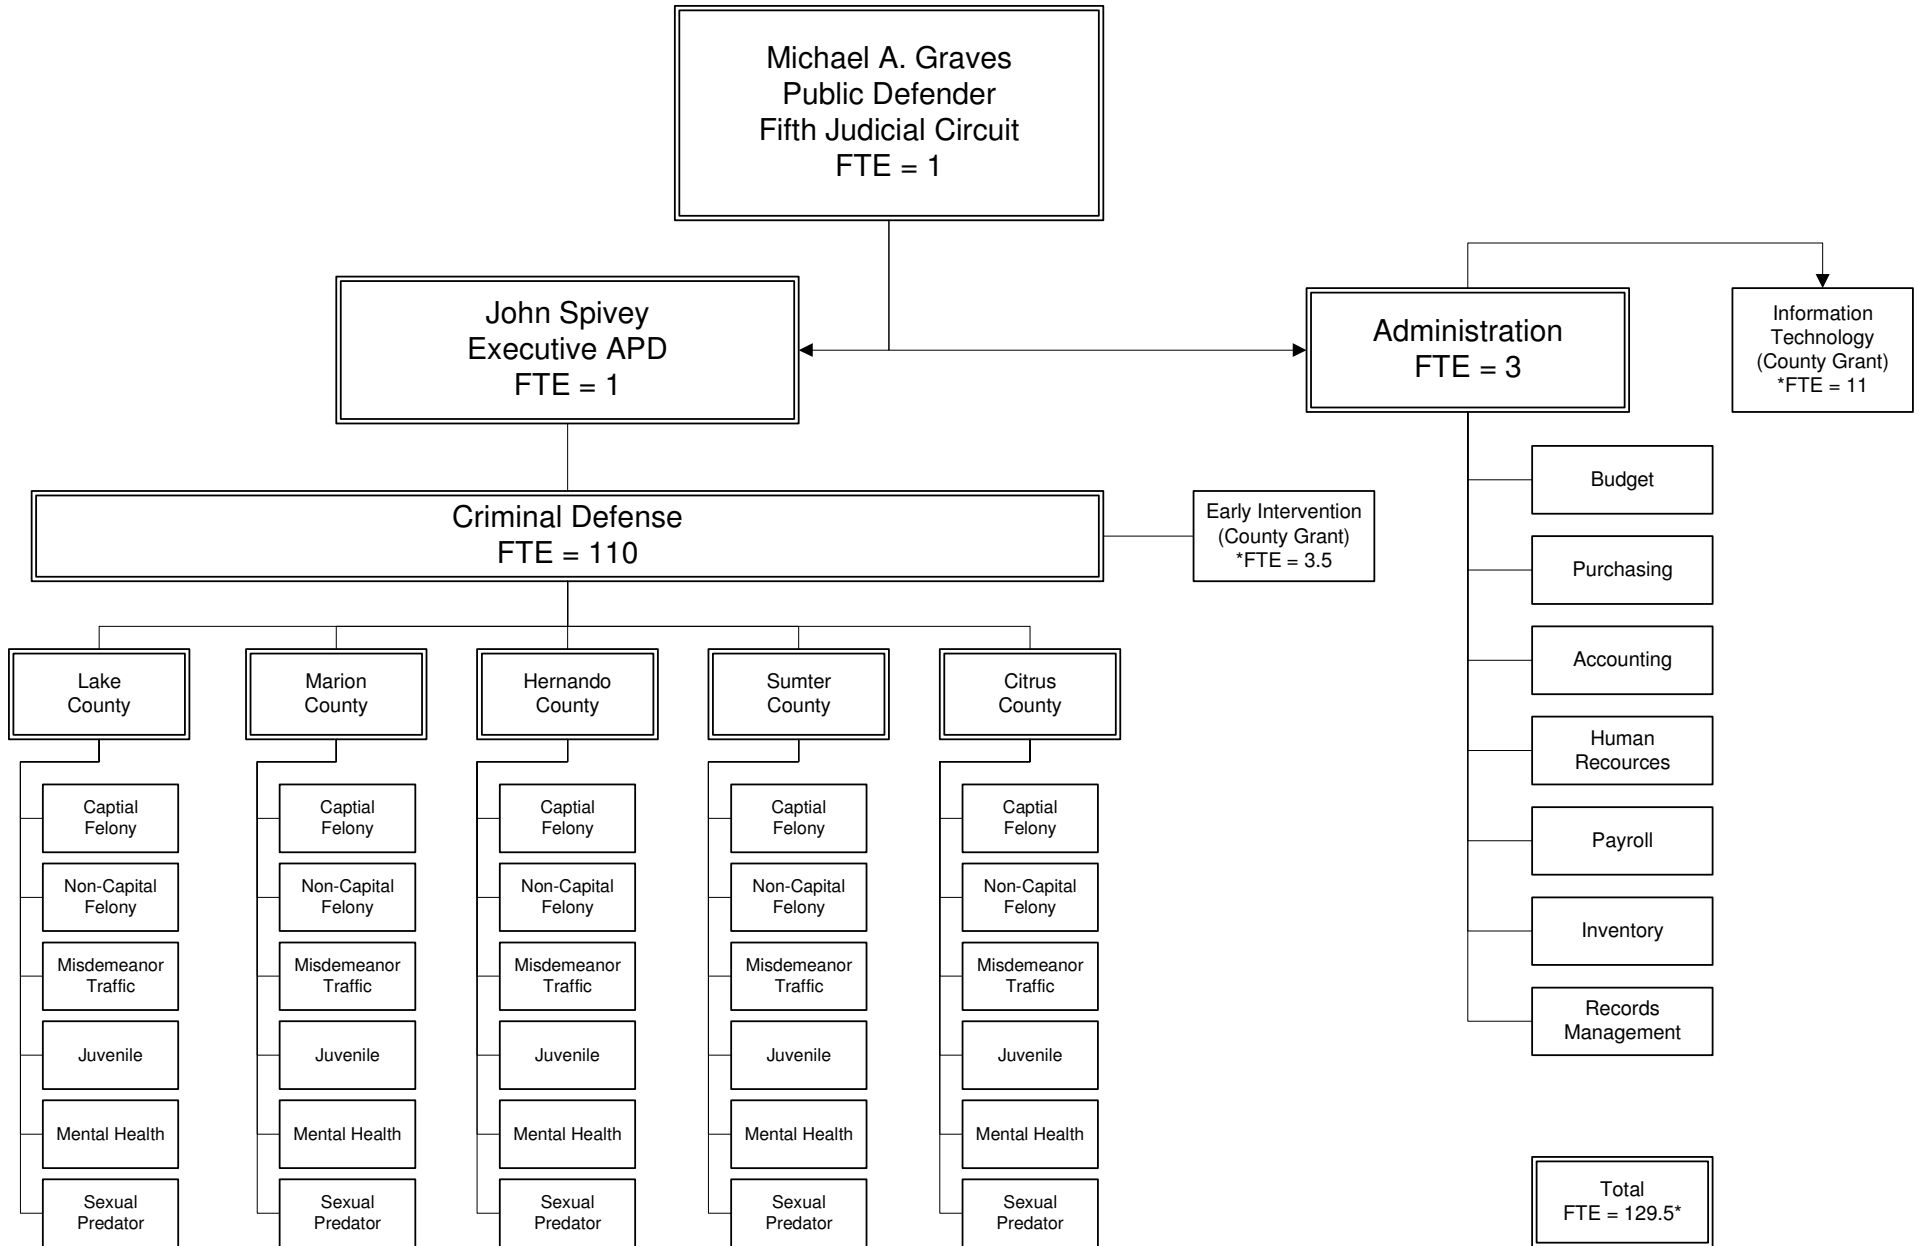 Michael A. Graves
Public Defender
Fifth Judicial Circuit
FTE = 1
John Spivey
Executive APD
FTE = 1
Administration
FTE = 3
Information
Technology
(County Grant)
*FTE = 11
Criminal Defense
FTE = 110
Early Intervention
(County Grant)
*FTE = 3.5
Budget
Purchasing
Accounting
Human
Recources
Payroll
Inventory
Records
Management
Lake
County
Captial
Felony
Non-Capital
Felony
Misdemeanor
Traffic
Juvenile
Mental Health
Sexual
Predator
Marion
County
Captial
Felony
Non-Capital
Felony
Misdemeanor
Traffic
Juvenile
Mental Health
Sexual
Predator
Hernando
County
Captial
Felony
Non-Capital
Felony
Misdemeanor
Traffic
Juvenile
Mental Health
Sexual
Predator
Sumter
County
Captial
Felony
Non-Capital
Felony
Misdemeanor
Traffic
Juvenile
Mental Health
Sexual
Predator
Citrus
County
Captial
Felony
Non-Capital
Felony
Misdemeanor
Traffic
Juvenile
Mental Health
Sexual
Predator
Total
FTE = 129.5*